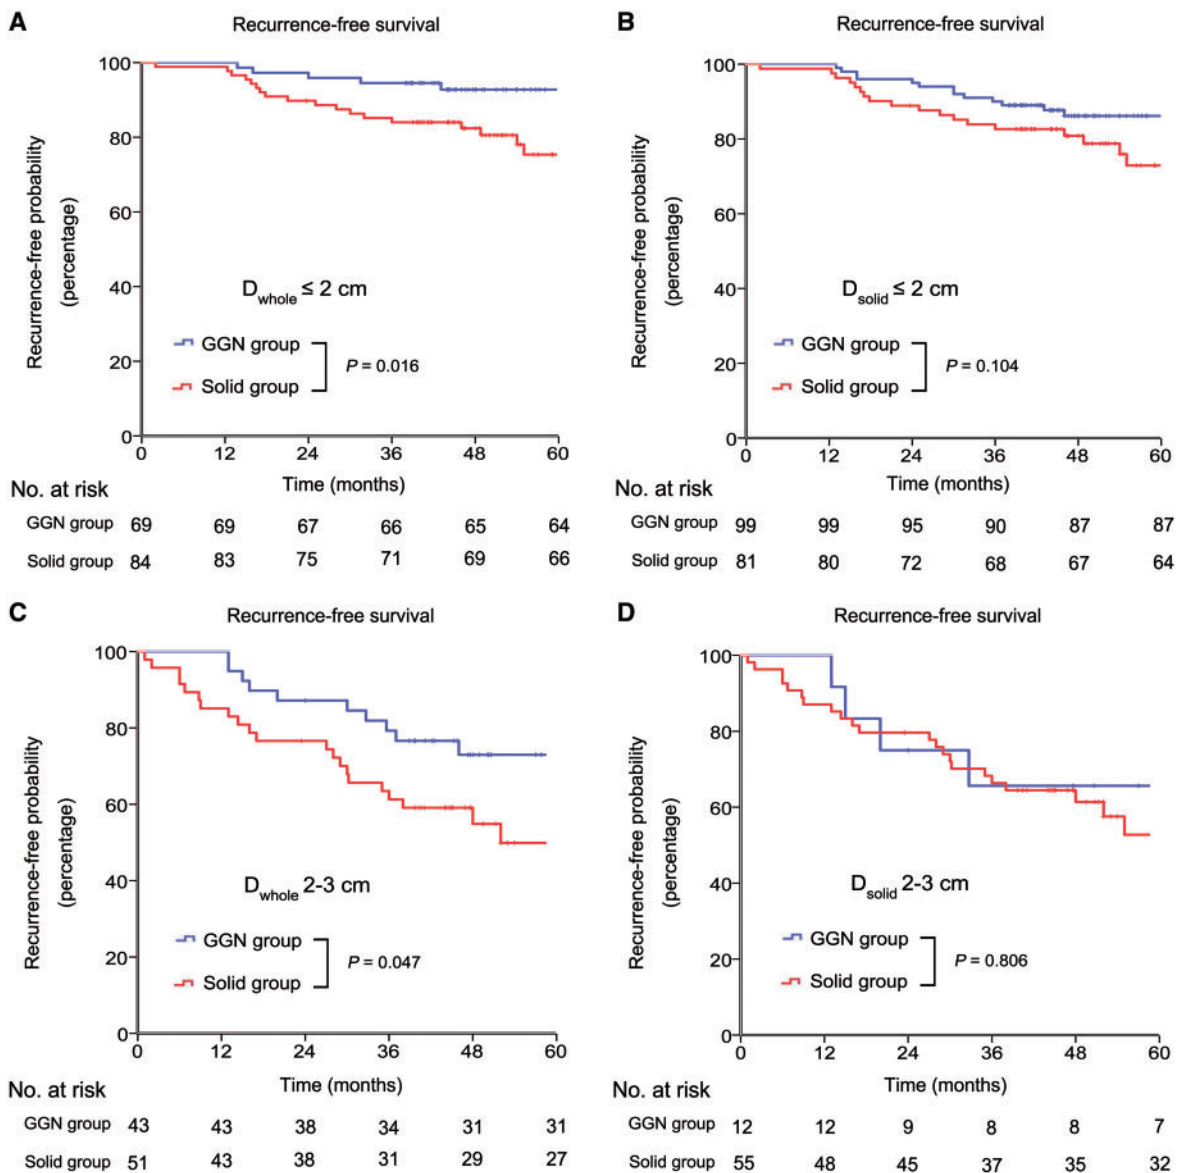 A
Recurrence-free survival
Recurrence-free probability
(percentage)
100
80
60
40
20
0
D whole ≤ 2 cm
GGN group
Solid group
P = 0.016
0 12 24 36 48 60
Time (months)
No. at risk
GGN group 69 69 67 66 65 64
Solid group 84 83 75 71 69 66
B
Recurrence-free survival
Recurrence-free probability
(percentage)
100
80
60
40
20
0
D solid ≤ 2 cm
GGN group
Solid group
P = 0.104
0 12 24 36 48 60
Time (months)
No. at risk
GGN group 99 99 95 90 87 87
Solid group 81 80 72 68 67 64
C
Recurrence-free survival
Recurrence-free probability
(percentage)
100
80
60
40
20
0
D whole 2-3 cm
GGN group
Solid group
P = 0.047
0 12 24 36 48 60
Time (months)
No. at risk
GGN group 43 43 38 34 31 31
Solid group 51 43 38 31 29 27
D
Recurrence-free survival
Recurrence-free probability
(percentage)
100
80
60
40
20
0
D solid 2-3 cm
GGN group
Solid group
P = 0.806
0 12 24 36 48 60
Time (months)
No. at risk
GGN group 12 12 9 8 8 7
Solid group 55 48 45 37 35 32